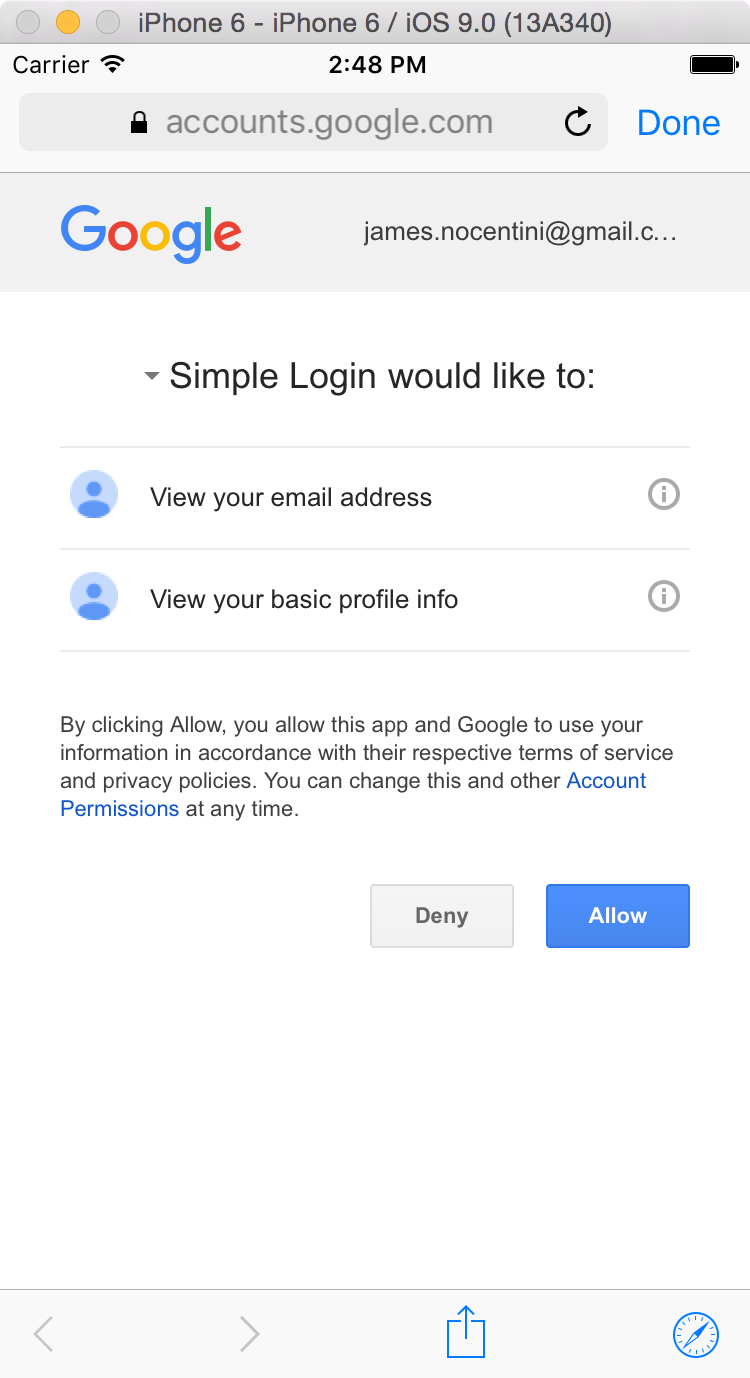 iPhone 6 - iPhone 6 / iOS 9.0 (13A340)
Carrier 2:48 PM
accounts.google.com Done
Google james.nocentini@gmail.c...
Simple Login would like to:
View your email address
View your basic profile info
By clicking Allow, you allow this app and Google to use your
information in accordance with their respective terms of service
and privacy policies. You can change this and other Account
Permissions at any time.
Deny Allow